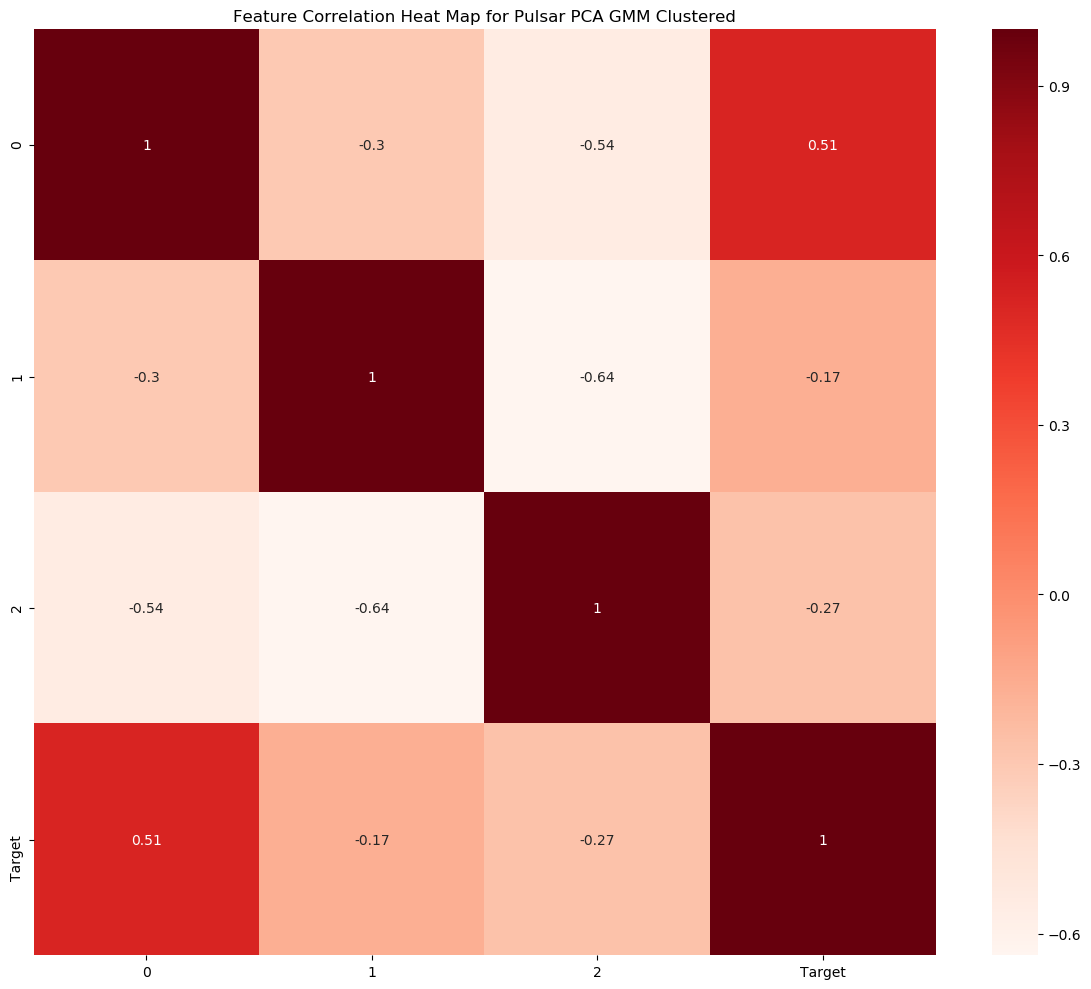 Feature Correlation Heat Map for Pulsar PCA GMM Clustered
0 1 -0.3 -0.54 0.51
1 -0.3 1 -0.64 -0.17
2 -0.54 -0.64 1 -0.27
Target 0.51 -0.17 -0.27 1
0 1 2 Target
0.9
0.6
0.3
0.0
−0.3
−0.6